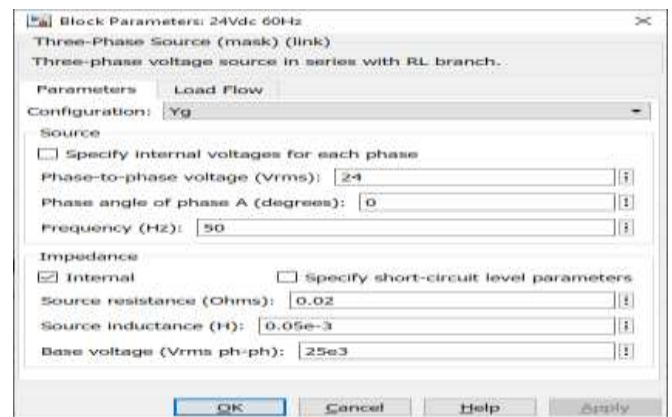 Block Parameters: 24Vdc 60Hz
Three-Phase Source (mask) (link)
Three-phase voltage source in series with RL branch.
Parameters Load Flow
Configuration: Yg
Source
Specify internal voltages for each phase
Phase-to-phase voltage (Vrms): 24
Phase angle of phase A (degrees): 0
Frequency (Hz): 50
Impedance
Internal Specify short-circuit level parameters
Source resistance (Ohms): 0.02
Source inductance (H): 0.05e-3
Base voltage (Vrms ph-ph): 25e3
OK Cancel Help Apply